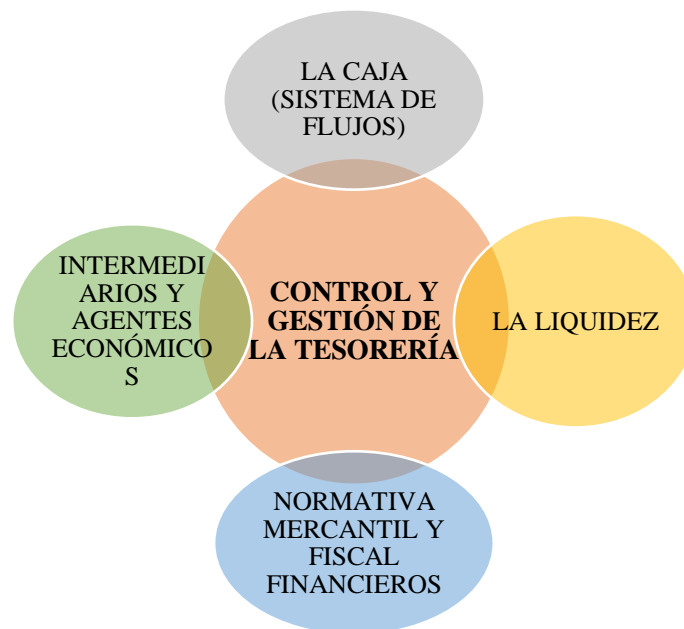 LA CAJA
(SISTEMA DE
FLUJOS)
INTERMEDI
ARIOS Y
AGENTES
ECONÓMICO
S
CONTROL Y
GESTIÓN DE
LA TESORERÍA
LA LIQUIDEZ
NORMATIVA
MERCANTIL Y
FISCAL
FINANCIEROS